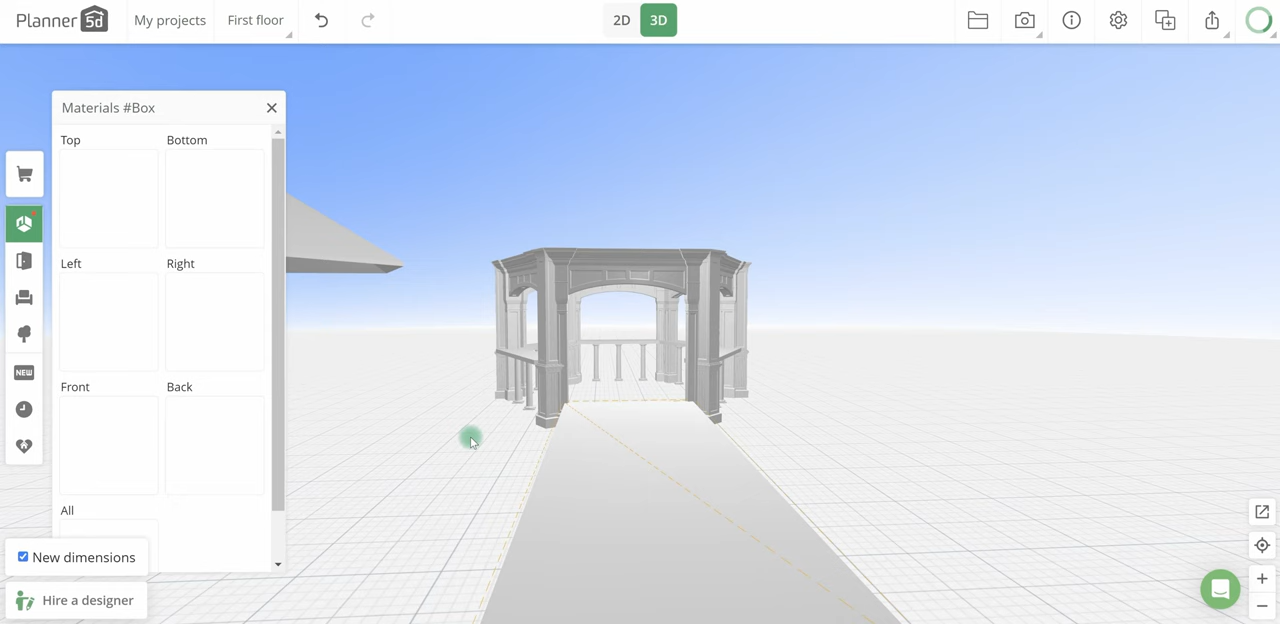 Planner 5d
My projects
First floor
2D
3D
Materials #Box
Top
Bottom
Left
Right
Front
Back
All
NEW
New dimensions
Hire a designer